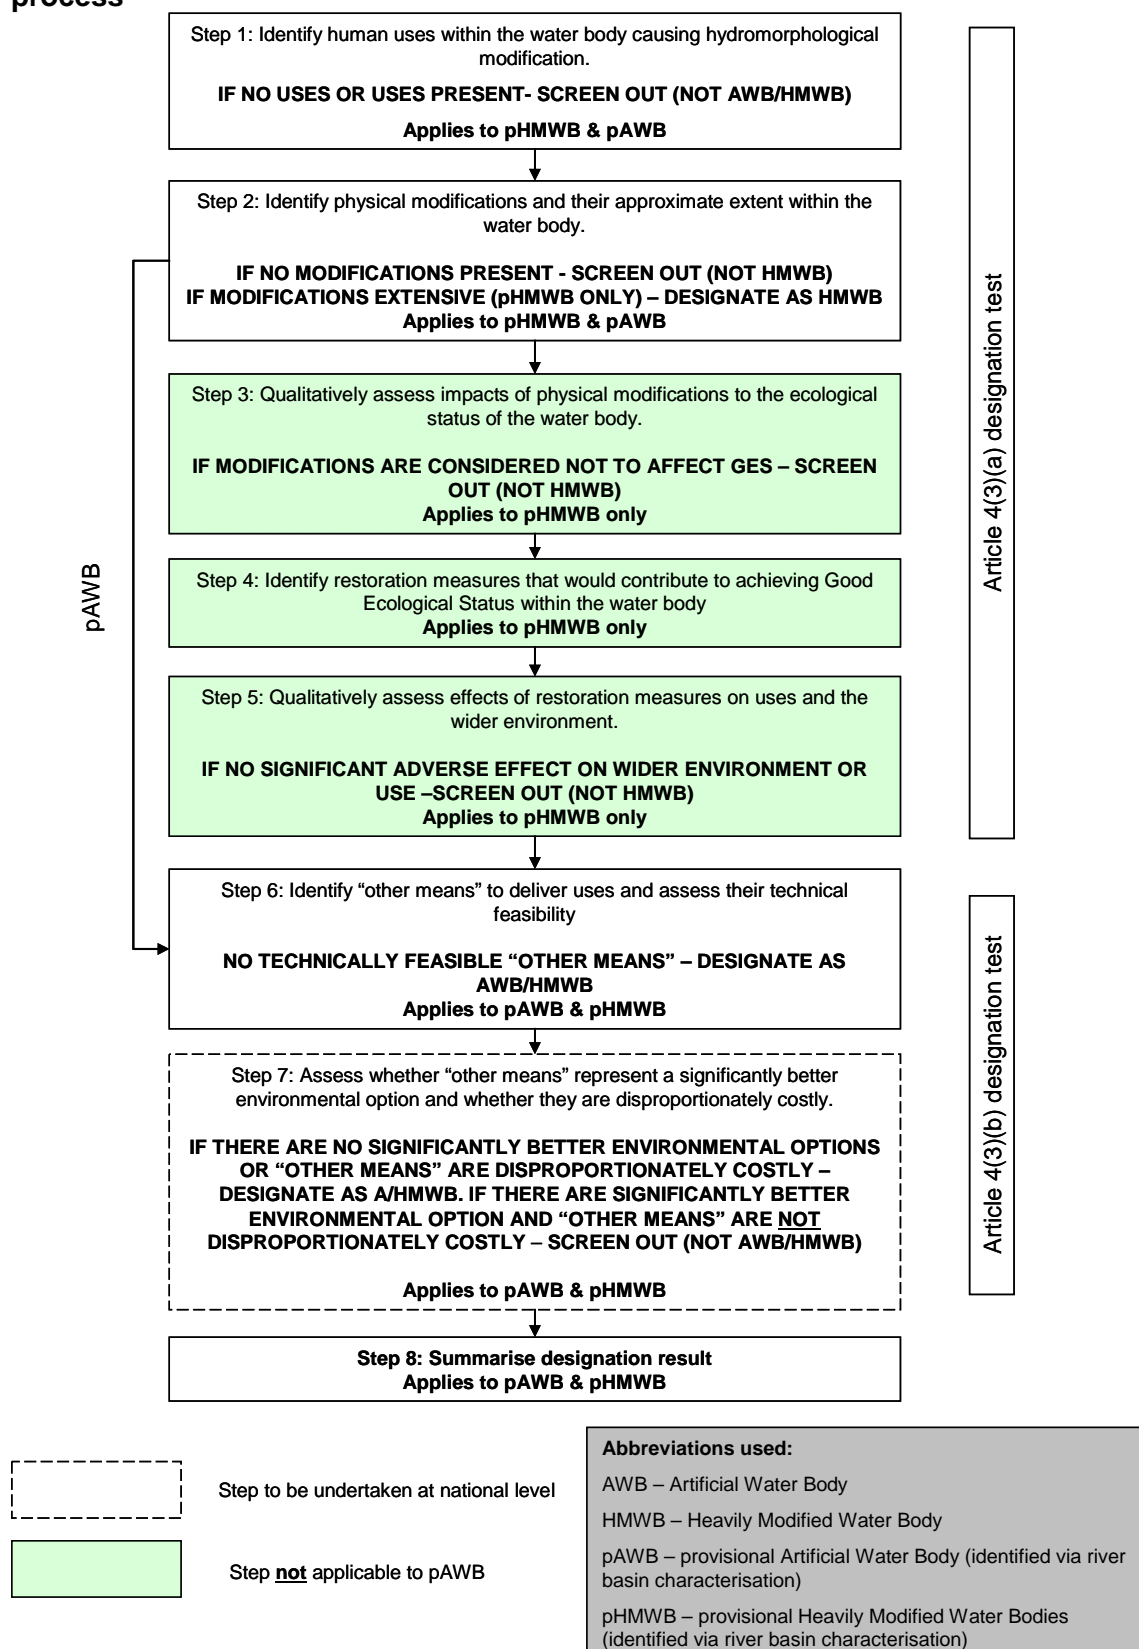 process
Step 1: Identify human uses within the water body causing hydromorphological
modification.
IF NO USES OR USES PRESENT- SCREEN OUT (NOT AWB/HMWB)
Applies to pHMWB & pAWB
Step 2: Identify physical modifications and their approximate extent within the
water body.
IF NO MODIFICATIONS PRESENT - SCREEN OUT (NOT HMWB)
IF MODIFICATIONS EXTENSIVE (pHMWB ONLY) – DESIGNATE AS HMWB
Applies to pHMWB & pAWB
Step 3: Qualitatively assess impacts of physical modifications to the ecological
status of the water body.
IF MODIFICATIONS ARE CONSIDERED NOT TO AFFECT GES – SCREEN
OUT (NOT HMWB)
Applies to pHMWB only
Step 4: Identify restoration measures that would contribute to achieving Good
Ecological Status within the water body
Applies to pHMWB only
Step 5: Qualitatively assess effects of restoration measures on uses and the
wider environment.
IF NO SIGNIFICANT ADVERSE EFFECT ON WIDER ENVIRONMENT OR
USE –SCREEN OUT (NOT HMWB)
Applies to pHMWB only
Article 4(3)(a) designation test
pAWB
Step 6: Identify “other means” to deliver uses and assess their technical
feasibility
NO TECHNICALLY FEASIBLE “OTHER MEANS” – DESIGNATE AS
AWB/HMWB
Applies to pAWB & pHMWB
Step 7: Assess whether “other means” represent a significantly better
environmental option and whether they are disproportionately costly.
IF THERE ARE NO SIGNIFICANTLY BETTER ENVIRONMENTAL OPTIONS
OR “OTHER MEANS” ARE DISPROPORTIONATELY COSTLY –
DESIGNATE AS A/HMWB. IF THERE ARE SIGNIFICANTLY BETTER
ENVIRONMENTAL OPTION AND “OTHER MEANS” ARE NOT
DISPROPORTIONATELY COSTLY – SCREEN OUT (NOT AWB/HMWB)
Applies to pAWB & pHMWB
Article 4(3)(b) designation test
Step 8: Summarise designation result
Applies to pAWB & pHMWB
Step to be undertaken at national level
Step not applicable to pAWB
Abbreviations used:
AWB – Artificial Water Body
HMWB – Heavily Modified Water Body
pAWB – provisional Artificial Water Body (identified via river
basin characterisation)
pHMWB – provisional Heavily Modified Water Bodies
(identified via river basin characterisation)